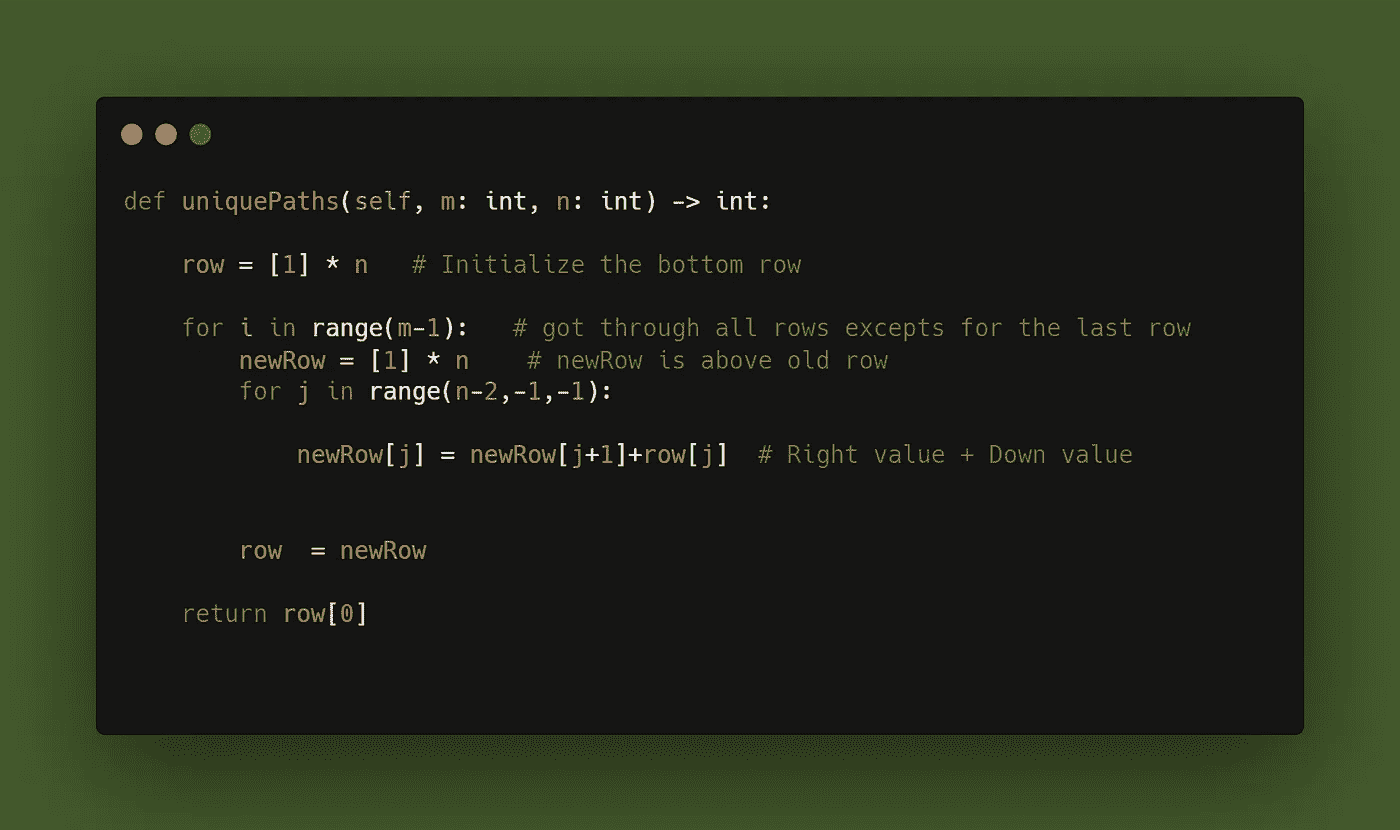 def uniquePaths(self, m: int, n: int) -> int:
    row = [1] * n   # Initialize the bottom row
    for i in range(m-1):   # got through all rows excepts for the last row
        newRow = [1] * n    # newRow is above old row
        for j in range(n-2,-1,-1):
            newRow[j] = newRow[j+1]+row[j]  # Right value + Down value
        row  = newRow
    return row[0]